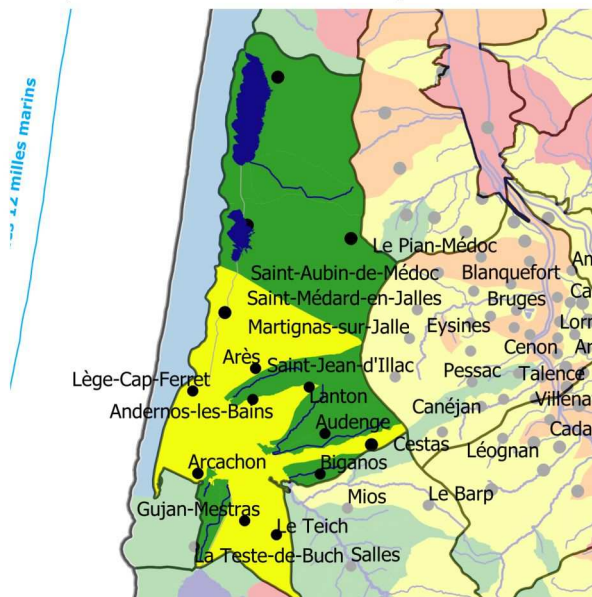 12 milles marins
Le Pian-Médoc
Saint-Aubin-de-Médoc
Blanquefort
Saint-Médard-en-Jalles
Bruges
Martignas-sur-Jalle
Eysines
Cenon
Arès
Saint-Jean-d'Illac
Pessac
Talence
Lège-Cap-Ferret
Lanton
Andernos-les-Bains
Canéjan
Audenge
Cestas
Léognan
Arcachon
Biganos
Mios
Le Barp
Gujan-Mestras
Le Teich
La Teste-de-Buch
Salles